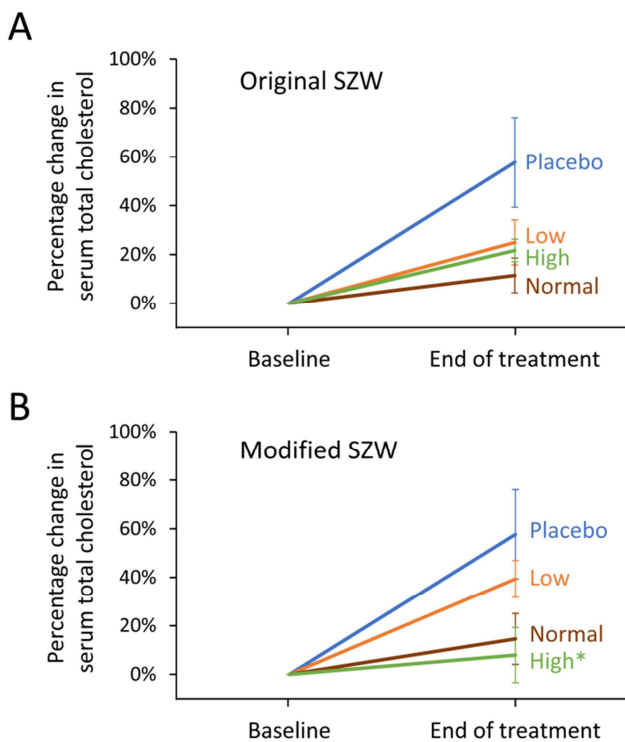 A
Percentage change in
serum total cholesterol
100%
80%
60%
40%
20%
0%
Original SZW
Placebo
Low
High
Normal
Baseline
End of treatment
B
Percentage change in
serum total cholesterol
100%
80%
60%
40%
20%
0%
Modified SZW
Placebo
Low
Normal
High*
Baseline
End of treatment